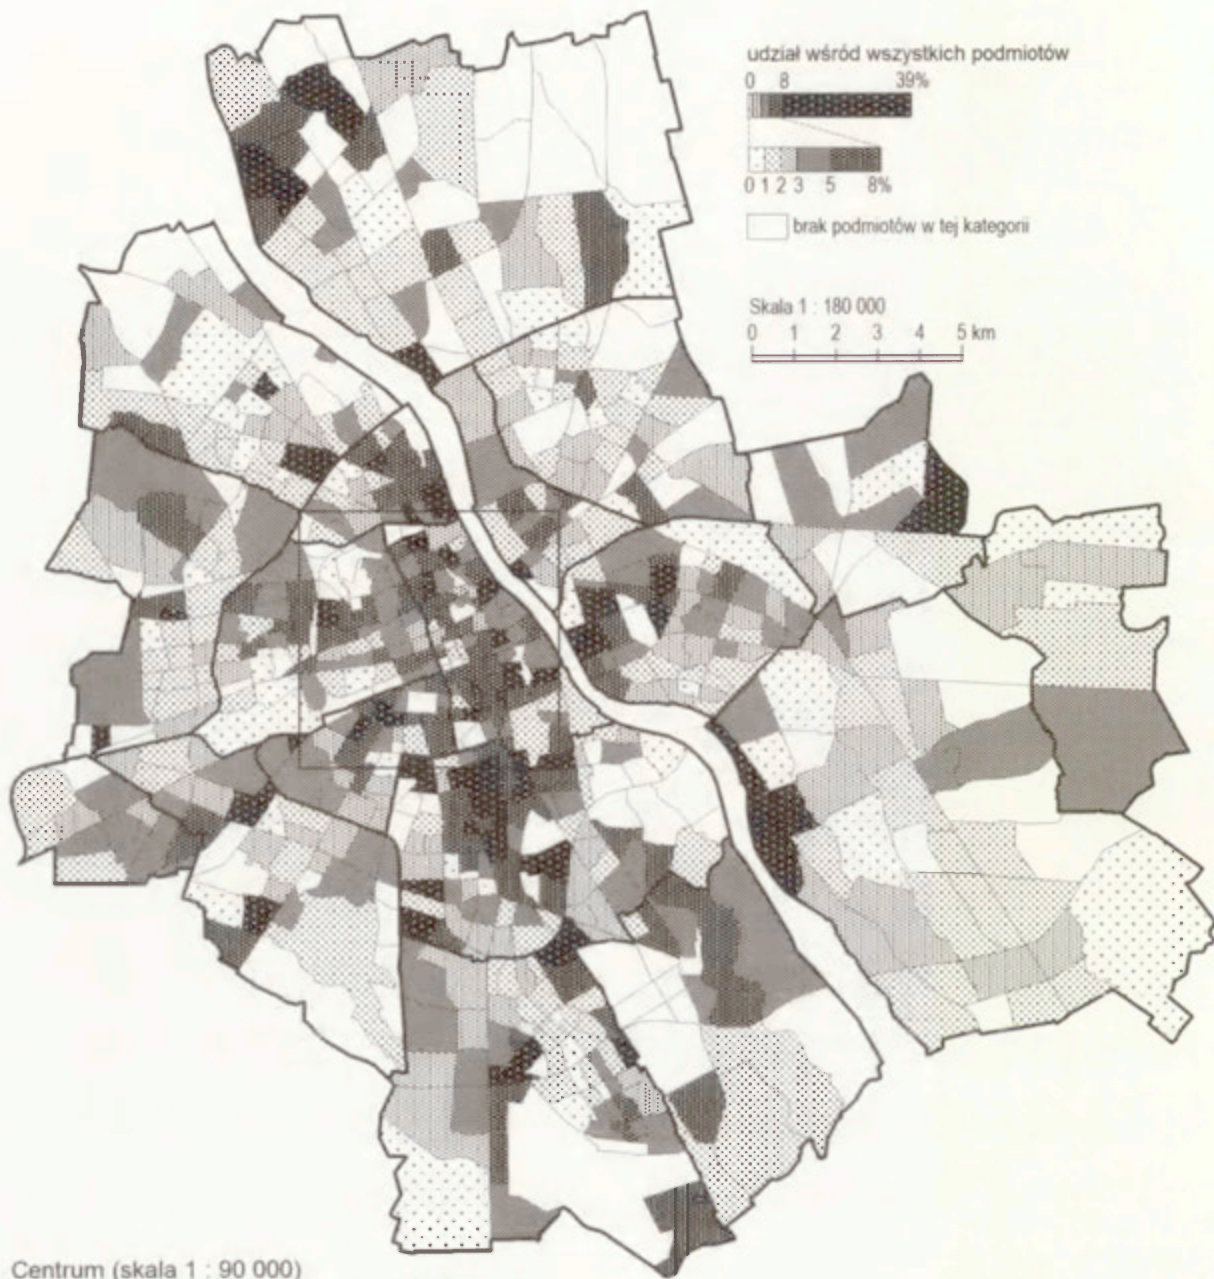 udział wśród wszystkich podmiotów
0 8 39%
0 1 2 3 5 8%
brak podmiotów w tej kategorii
Skala 1 : 180 000
0 1 2 3 4 5 km
Centrum (skala 1 : 90 000)